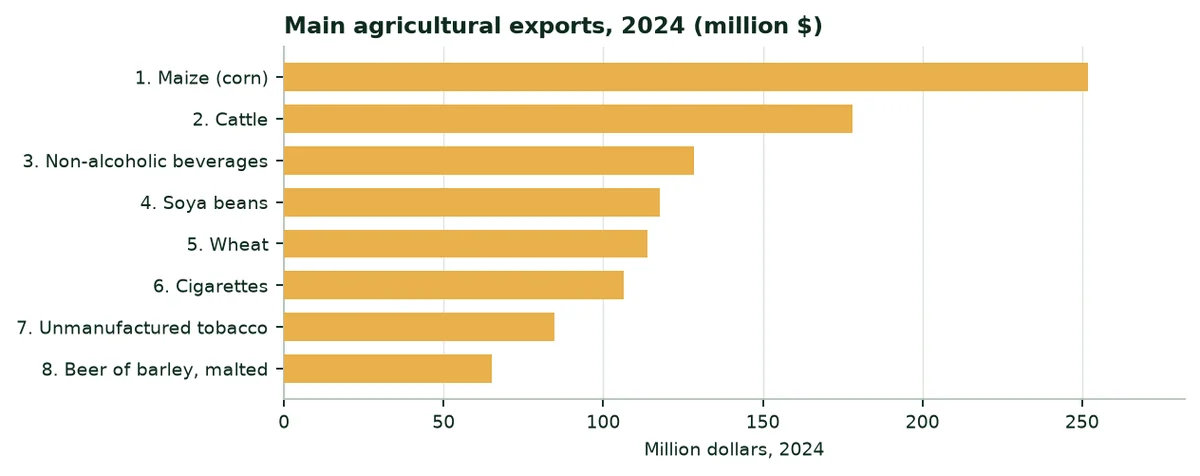 Main agricultural exports, 2024 (million $)
1. Maize (corn)
2. Cattle
3. Non-alcoholic beverages
4. Soya beans
5. Wheat
6. Cigarettes
7. Unmanufactured tobacco
8. Beer of barley, malted
0 50 100 150 200 250
Million dollars, 2024